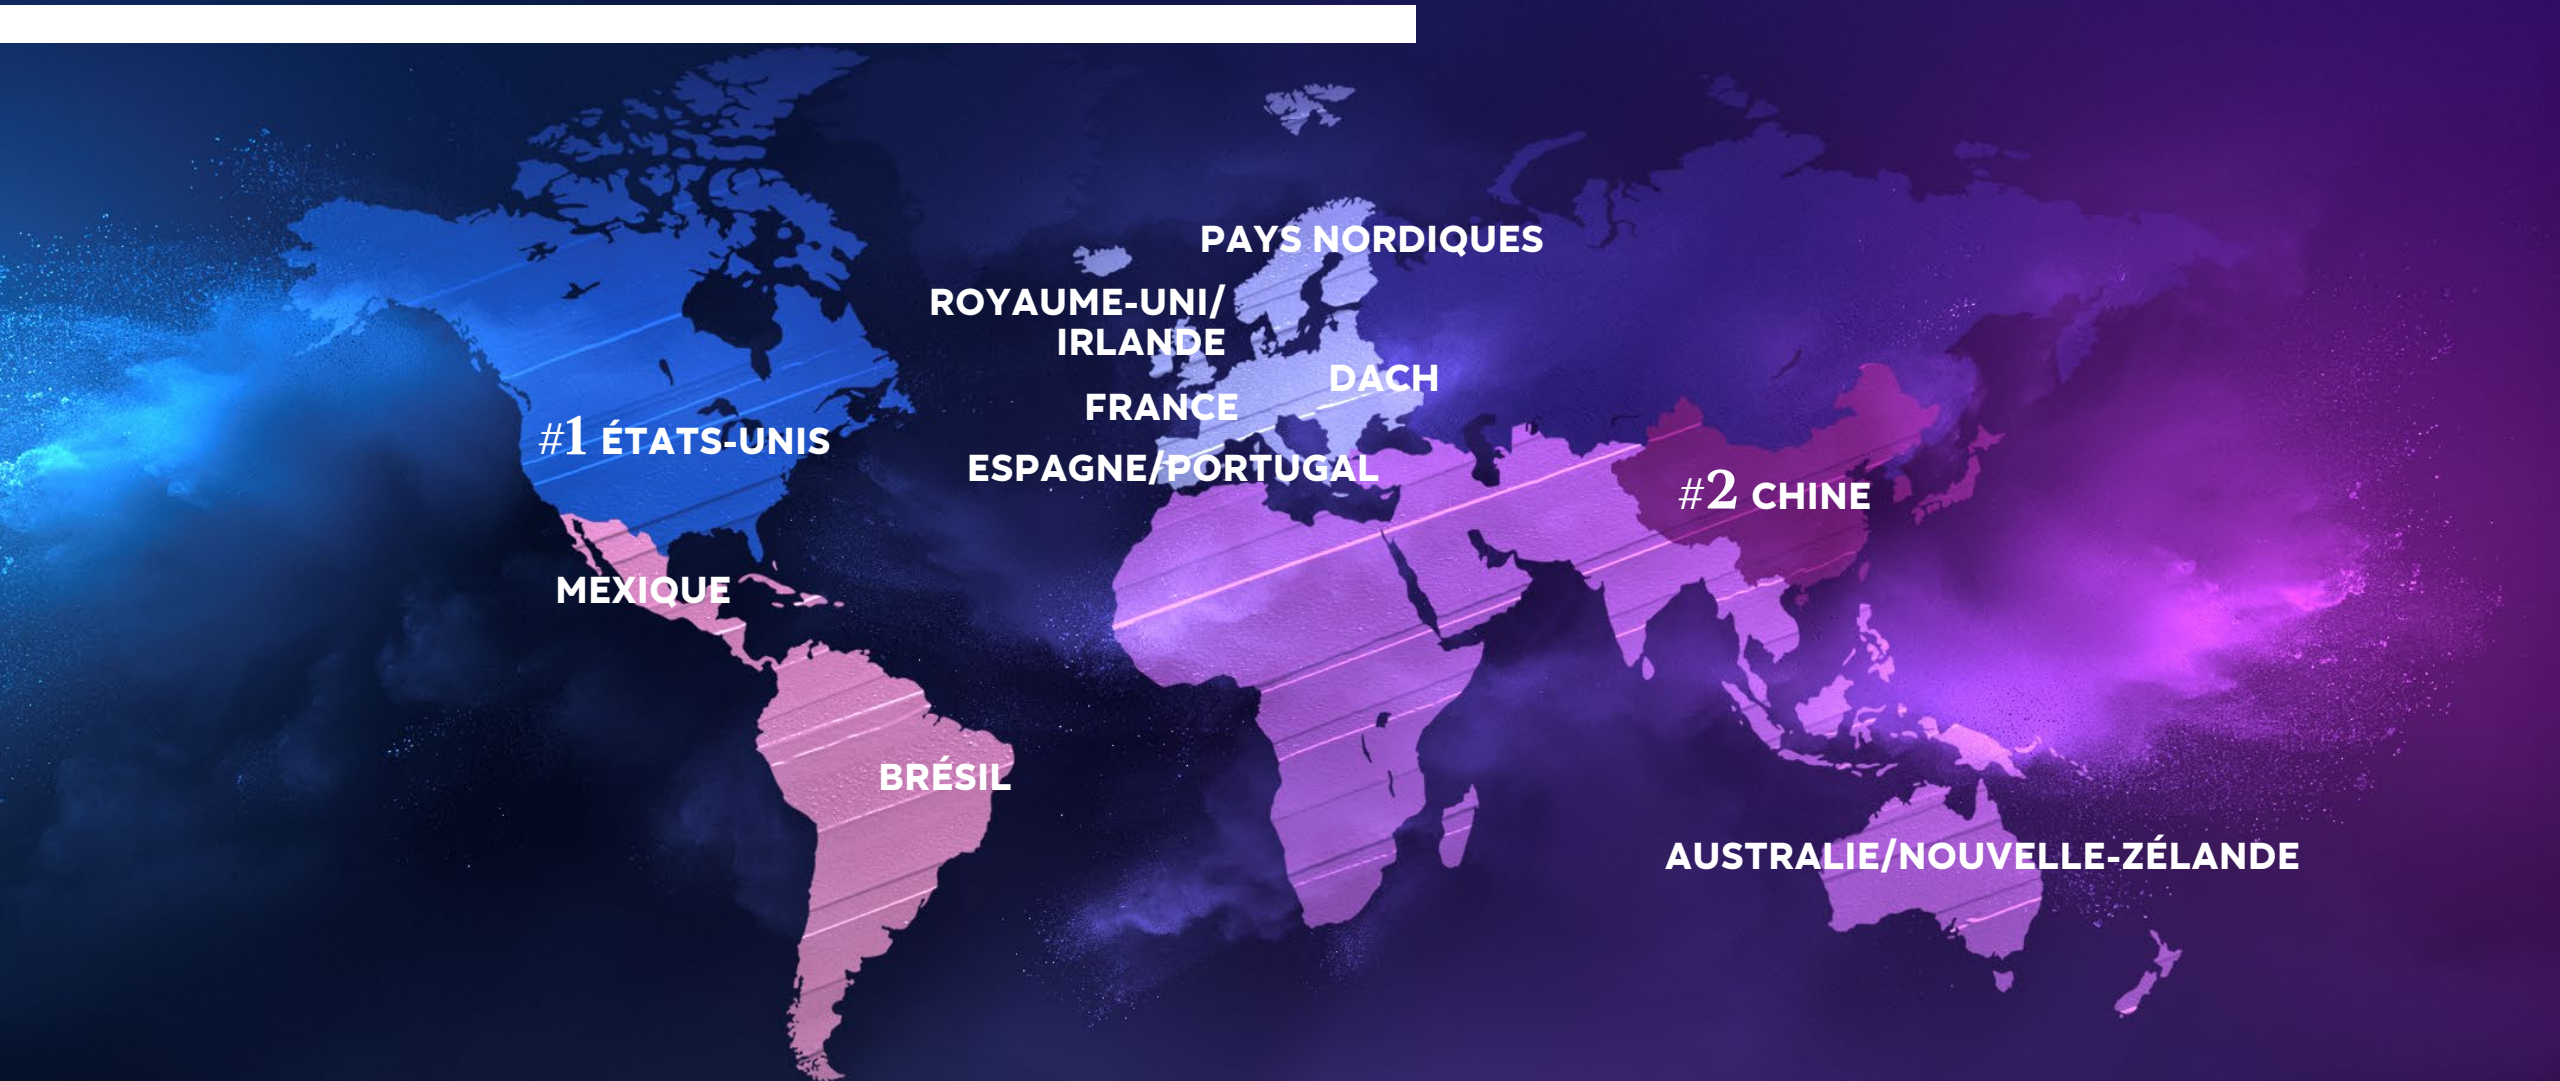 PAYS NORDIQUES
ROYAUME-UNI/
IRLANDE
DACH
FRANCE
#1 ÉTATS-UNIS
ESPAGNE/PORTUGAL
#2 CHINE
MEXIQUE
BRÉSIL
AUSTRALIE/NOUVELLE-ZÉLANDE